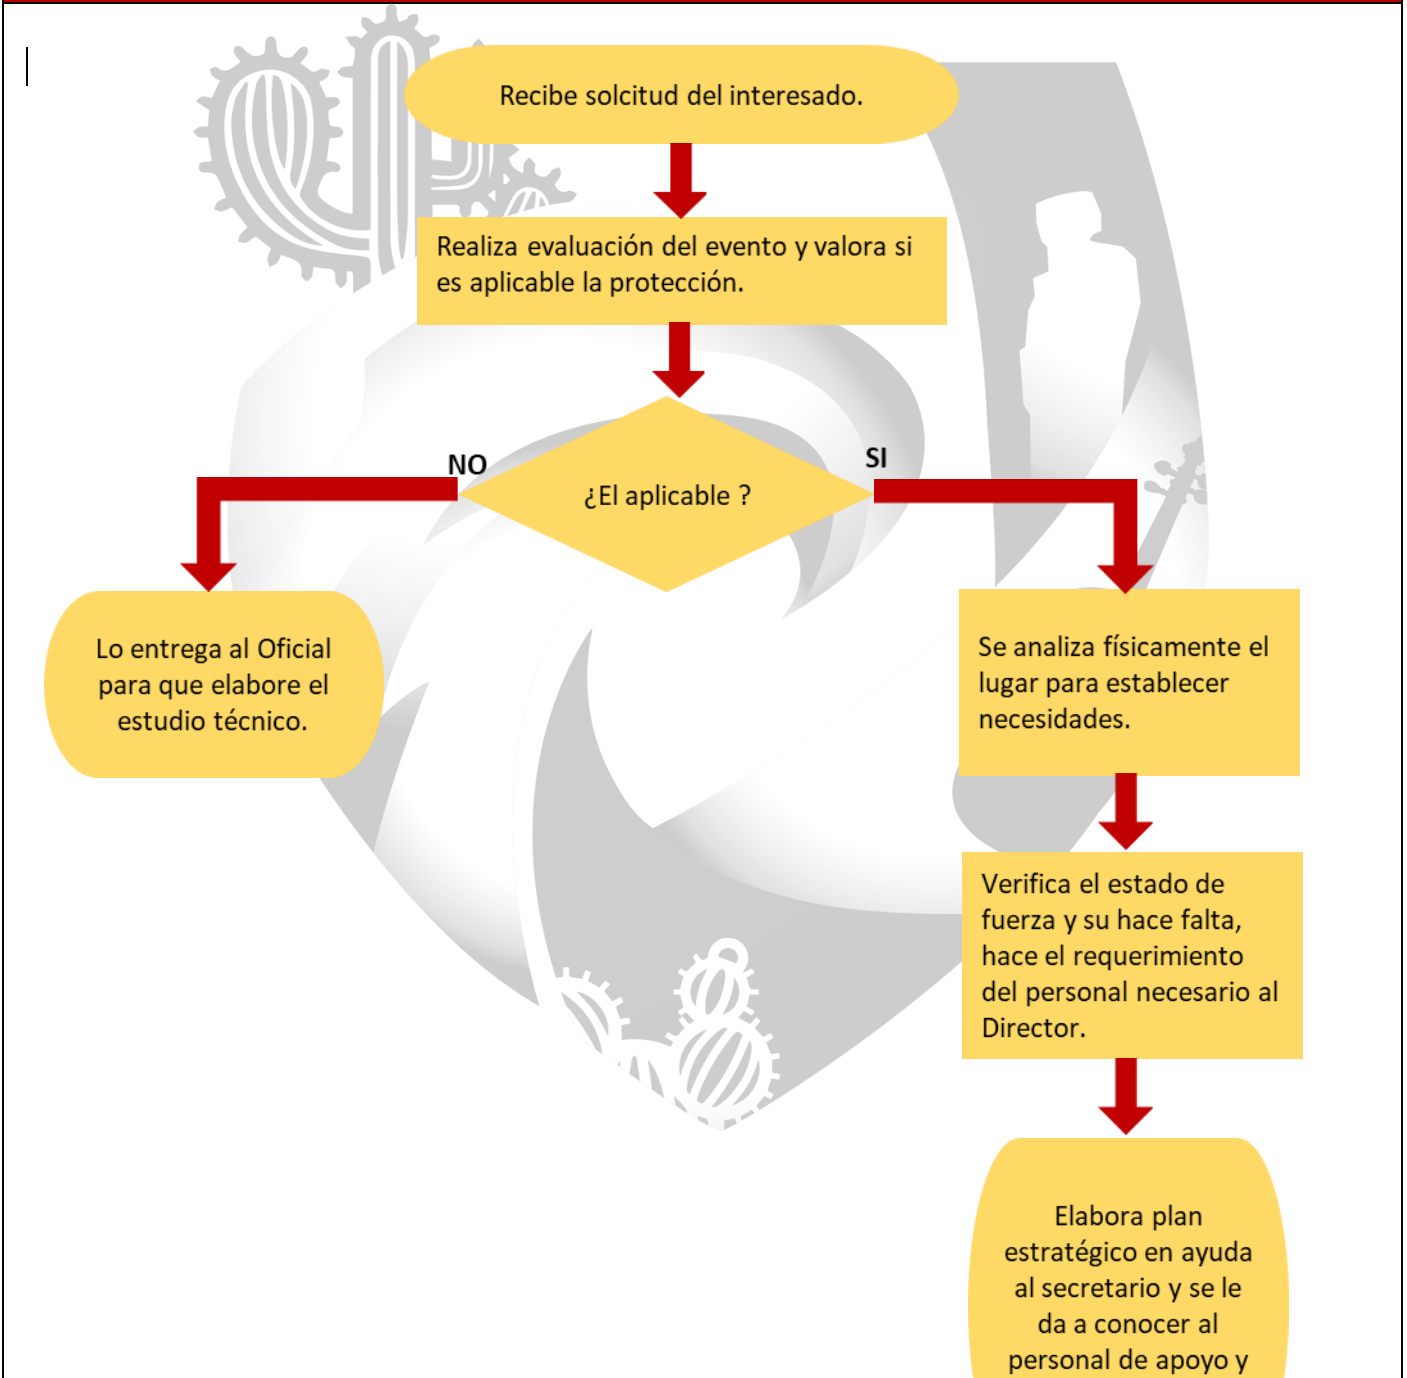 Recibe solcitud del interesado.
Realiza evaluación del evento y valora si
es aplicable la protección.
NO
SI
¿El aplicable ?
Lo entrega al Oficial
para que elabore el
estudio técnico.
Se analiza físicamente el
lugar para establecer
necesidades.
Verifica el estado de
fuerza y su hace falta,
hace el requerimiento
del personal necesario al
Director.
Elabora plan
estratégico en ayuda
al secretario y se le
da a conocer al
personal de apoyo y